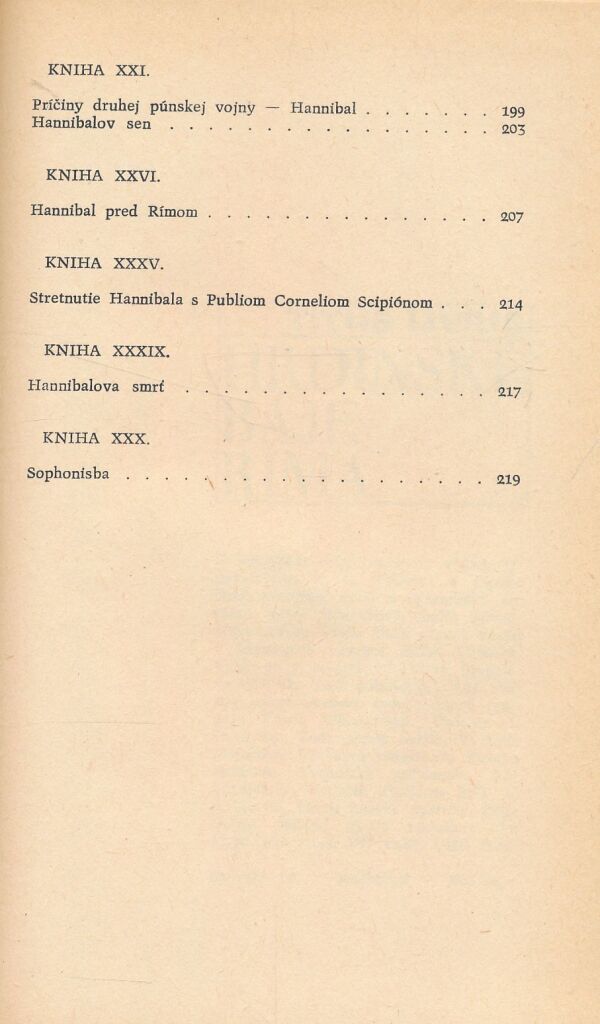 KNIHA XXI.
Príčiny druhej púnskej vojny — Hannibal . . . . . . . 199
Hannibalov sen . . . . . . . . . . . . . . . . . 203
KNIHA XXVI.
Hannibal pred Rímom . . . . . . . . . . . . . . . 207
KNIHA XXXV.
Stretnutie Hannibala s Publiom Corneliom Scipiónom . . . 214
KNIHA XXXIX.
Hannibalova smrť . . . . . . . . . . . . . . . . 217
KNIHA XXX.
Sophonisba . . . . . . . . . . . . . . . . . . . 219